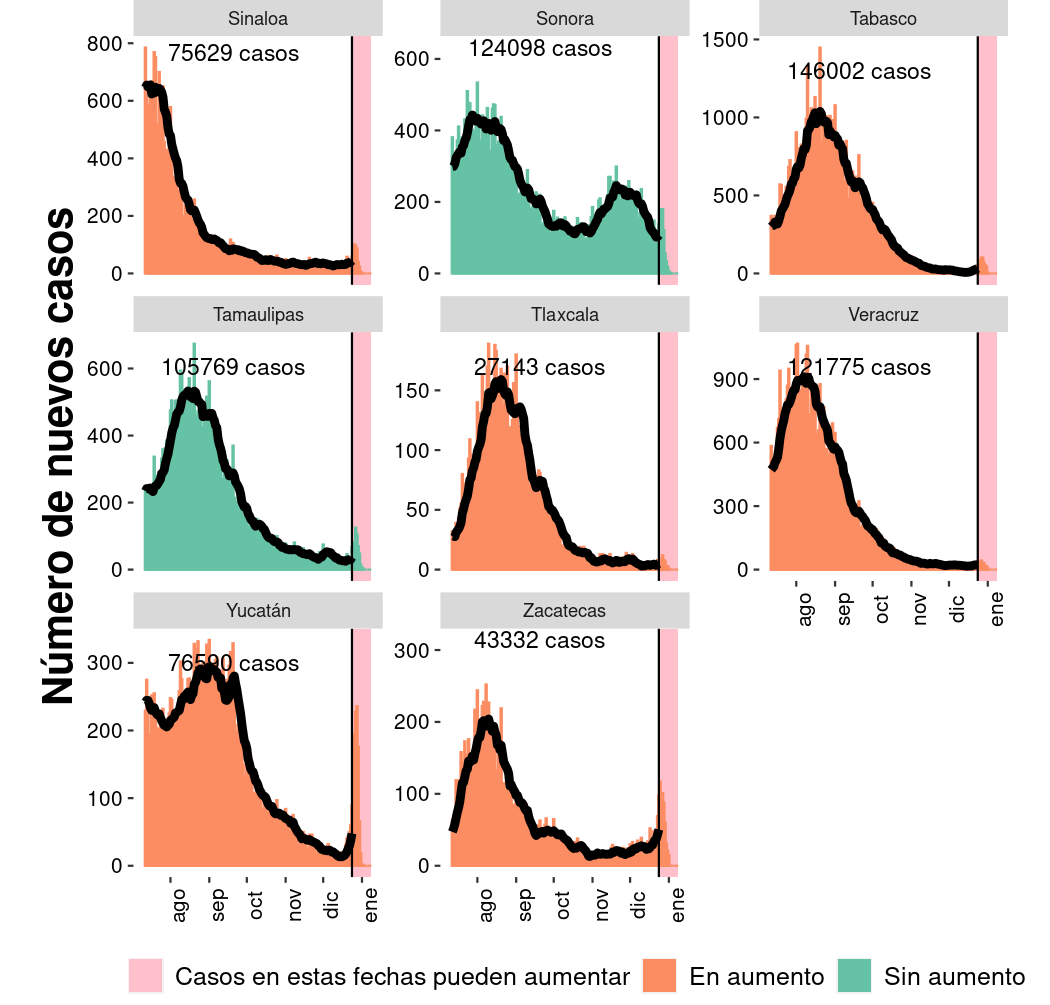 Número de nuevos casos
Sinaloa
75629 casos
800
600
400
200
0
Sonora
124098 casos
600
400
200
0
Tabasco
146002 casos
1500
1000
500
0
Tamaulipas
105769 casos
600
400
200
0
Tlaxcala
27143 casos
150
100
50
0
Veracruz
121775 casos
900
600
300
0
ago sep oct nov dic ene
Yucatán
76590 casos
300
200
100
0
ago sep oct nov dic ene
Zacatecas
43332 casos
300
200
100
0
ago sep oct nov dic ene
Casos en estas fechas pueden aumentar En aumento Sin aumento